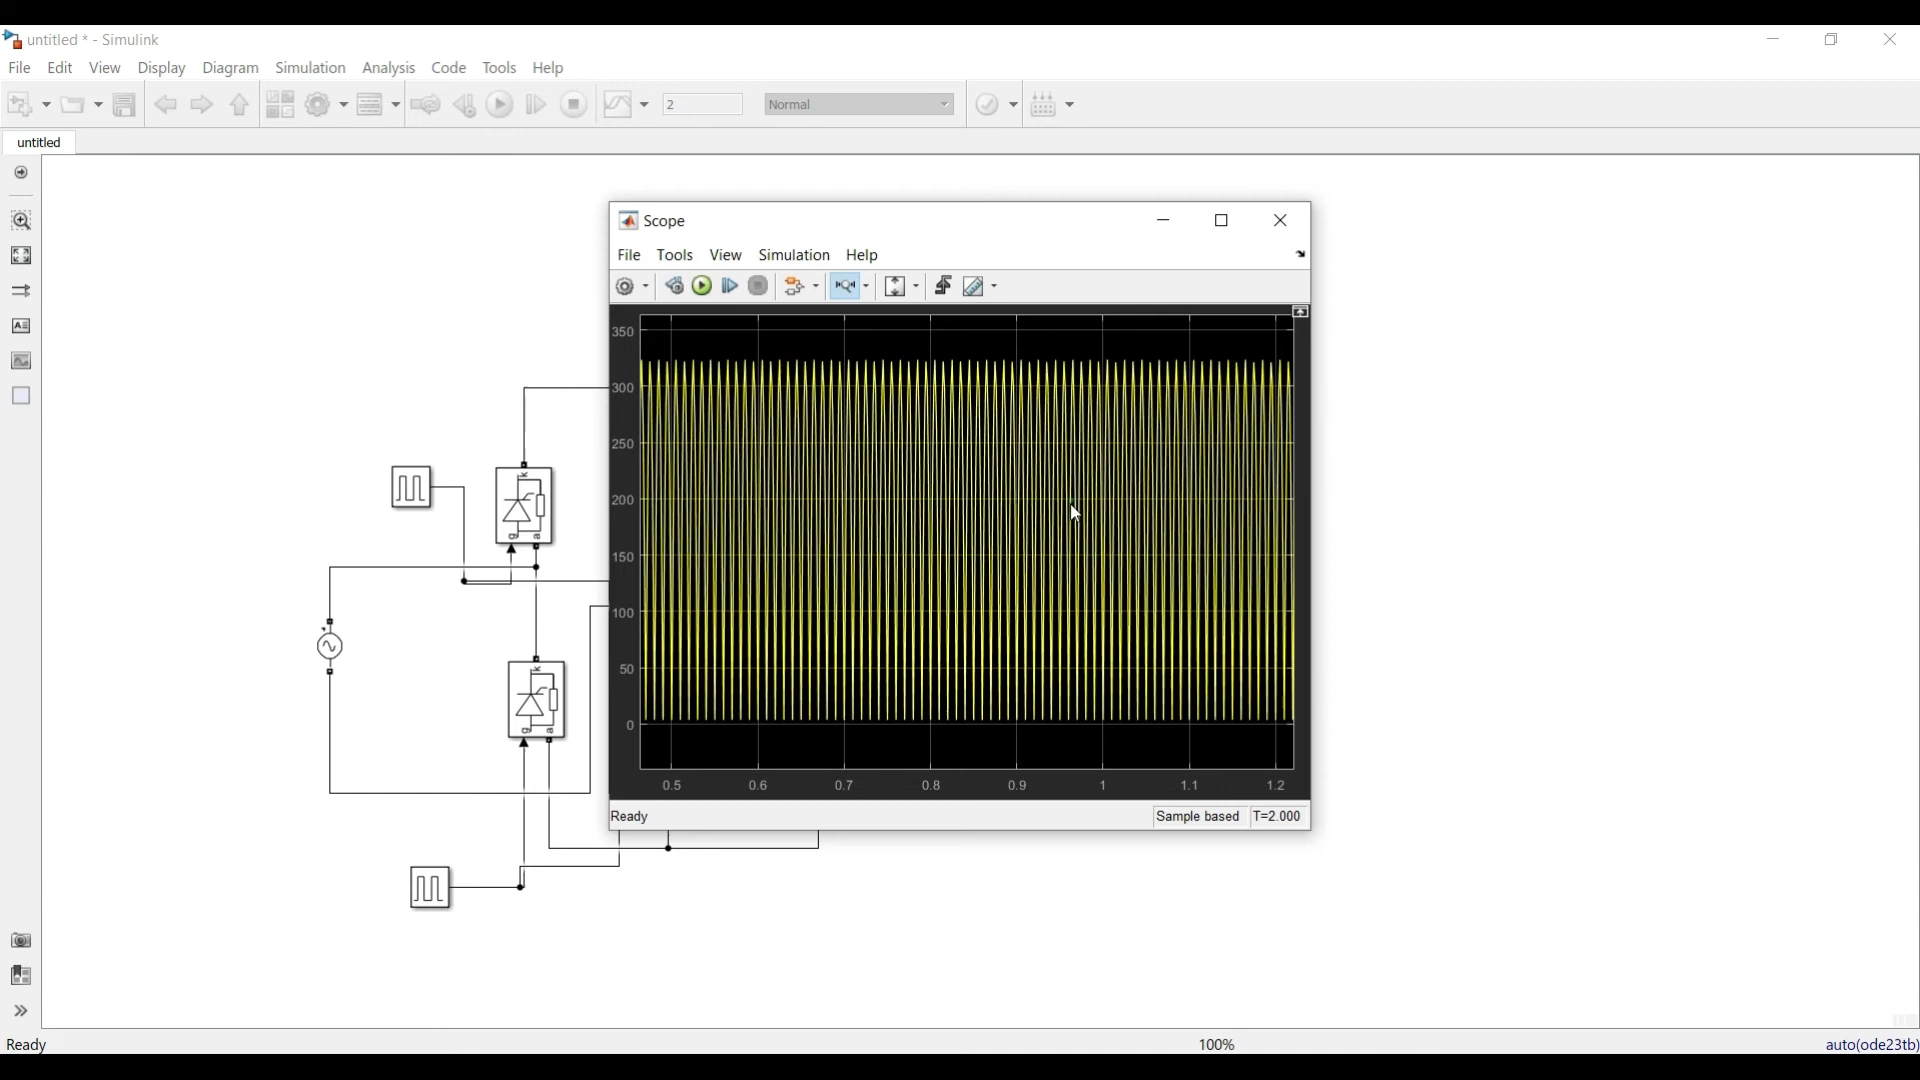 untitled * - Simulink
File Edit View Display Diagram Simulation Analysis Code Tools Help
2 Normal
untitled
Scope
File Tools View Simulation Help
350
300
250
200
150
100
50
0
0.5 0.6 0.7 0.8 0.9 1 1.1 1.2
Ready Sample based T=2.000
k
g a
k
g a
Ready 100% auto(ode23tb)